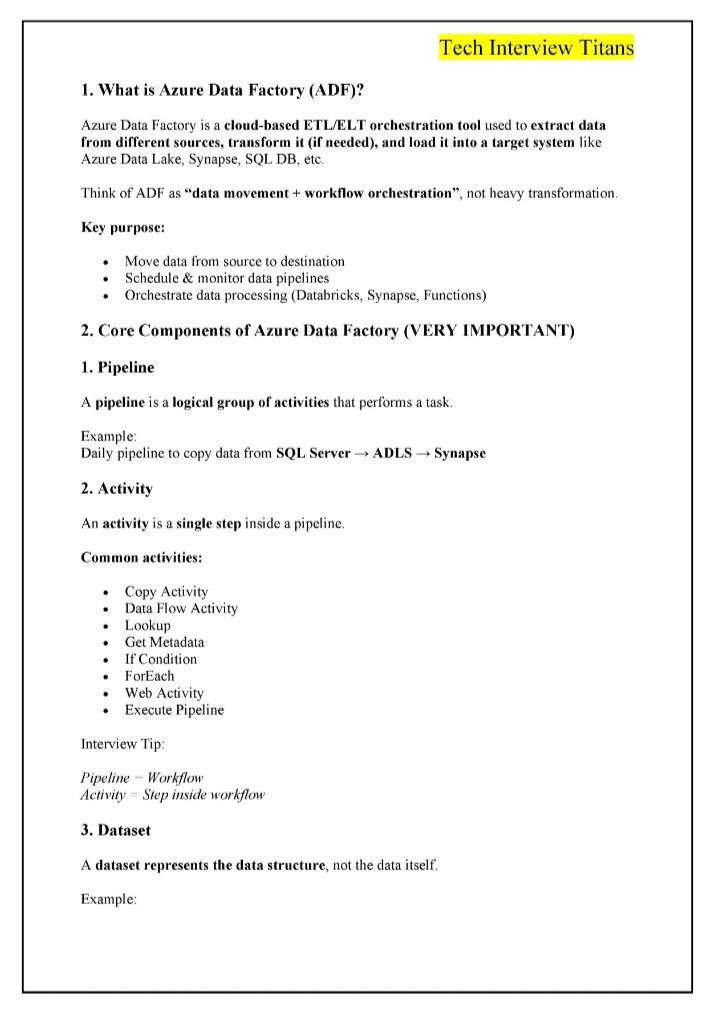 Tech Interview Titans
1. What is Azure Data Factory (ADF)?
Azure Data Factory is a cloud-based ETL/ELT orchestration tool used to extract data
from different sources, transform it (if needed), and load it into a target system like
Azure Data Lake, Synapse, SQL DB, etc.
Think of ADF as “data movement + workflow orchestration”, not heavy transformation.
Key purpose:
• Move data from source to destination
• Schedule & monitor data pipelines
• Orchestrate data processing (Databricks, Synapse, Functions)
2. Core Components of Azure Data Factory (VERY IMPORTANT)
1. Pipeline
A pipeline is a logical group of activities that performs a task.
Example:
Daily pipeline to copy data from SQL Server → ADLS → Synapse
2. Activity
An activity is a single step inside a pipeline.
Common activities:
• Copy Activity
• Data Flow Activity
• Lookup
• Get Metadata
• If Condition
• ForEach
• Web Activity
• Execute Pipeline
Interview Tip:
Pipeline = Workflow
Activity = Step inside workflow
3. Dataset
A dataset represents the data structure, not the data itself.
Example: